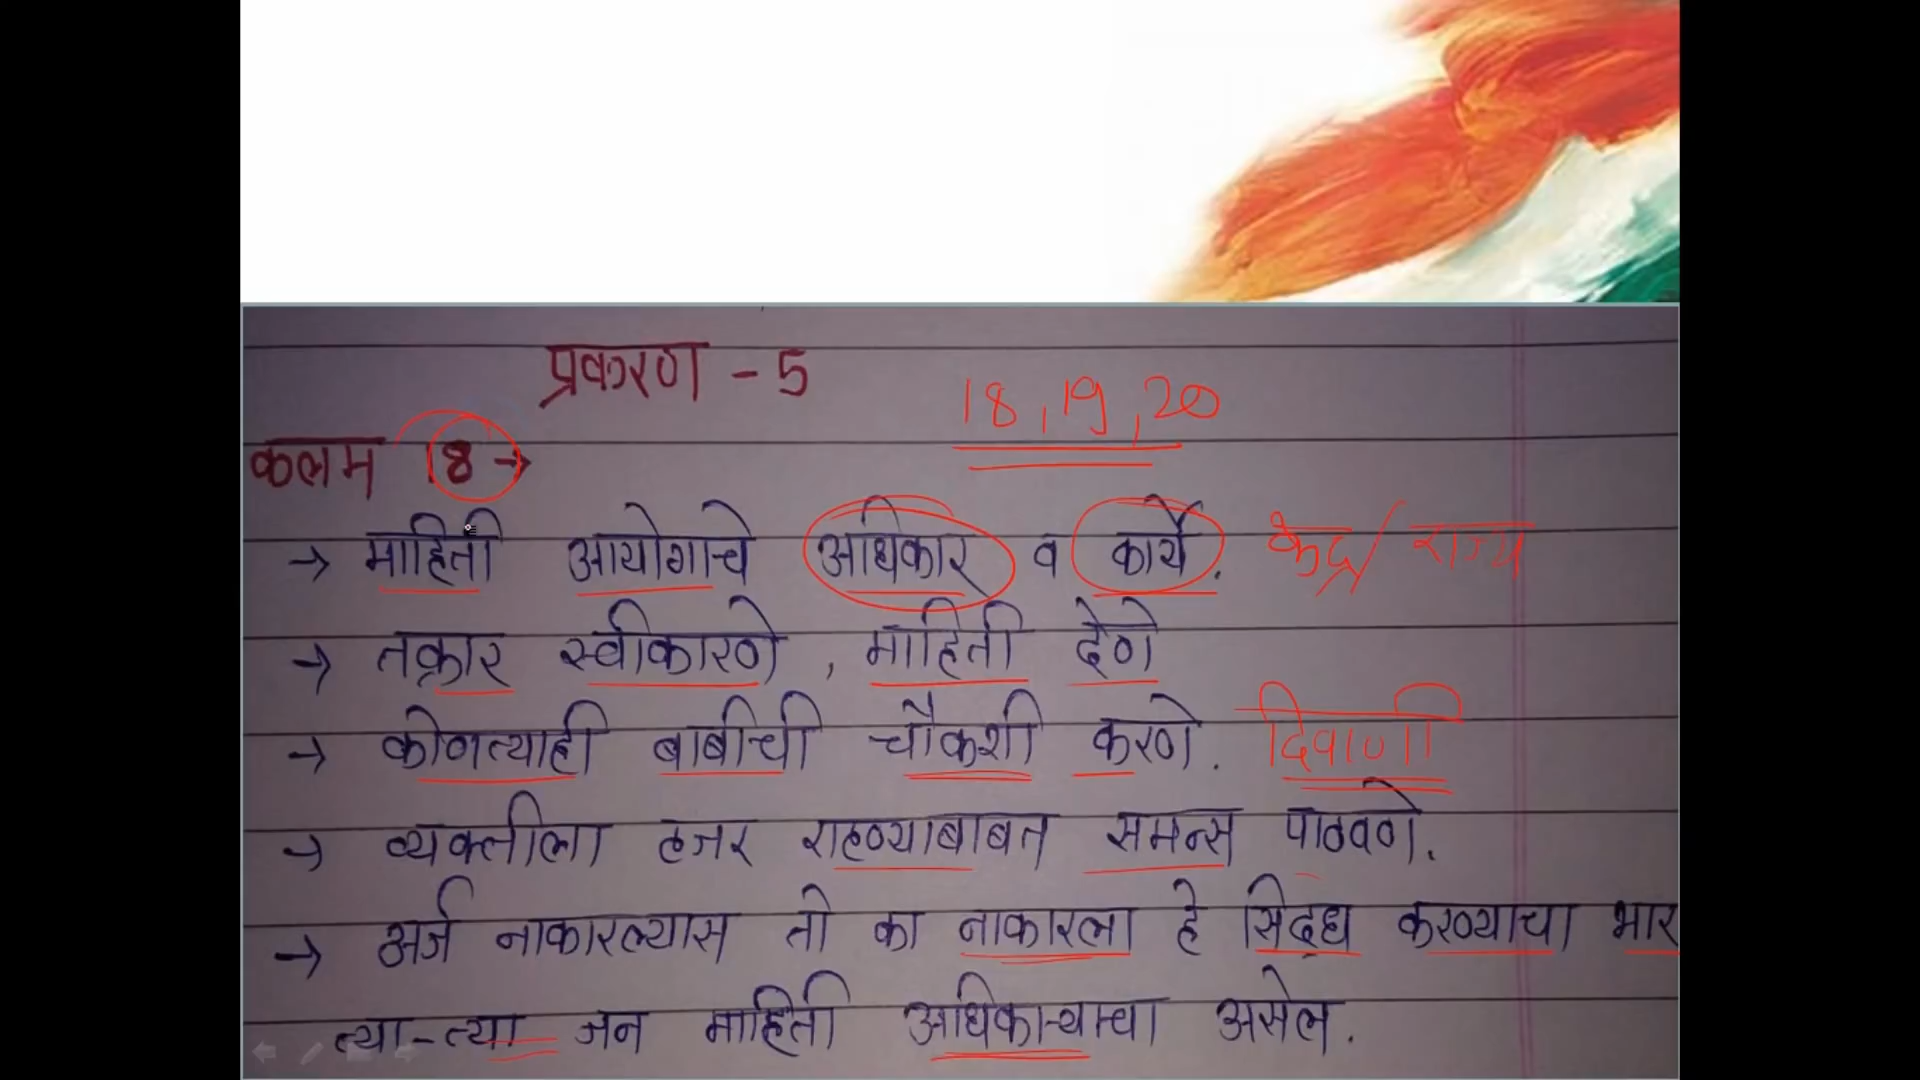 प्रकरण - 5
18, 19, 20
कलम 18 →
→ माहिती आयोगाचे अधिकार व कार्ये. केंद्र / राज्य
→ तक्रार स्वीकारणे, माहिती देणे
→ कोणत्याही बाबीची चौकशी करणे. दिवाणी
→ व्यक्तीला हजर राहण्याबाबत समन्स पाठवणे.
→ अर्ज नाकारल्यास तो का नाकारला हे सिद्ध करण्याचा भार
त्या-त्या जन माहिती अधिकाऱ्याचा असेल.